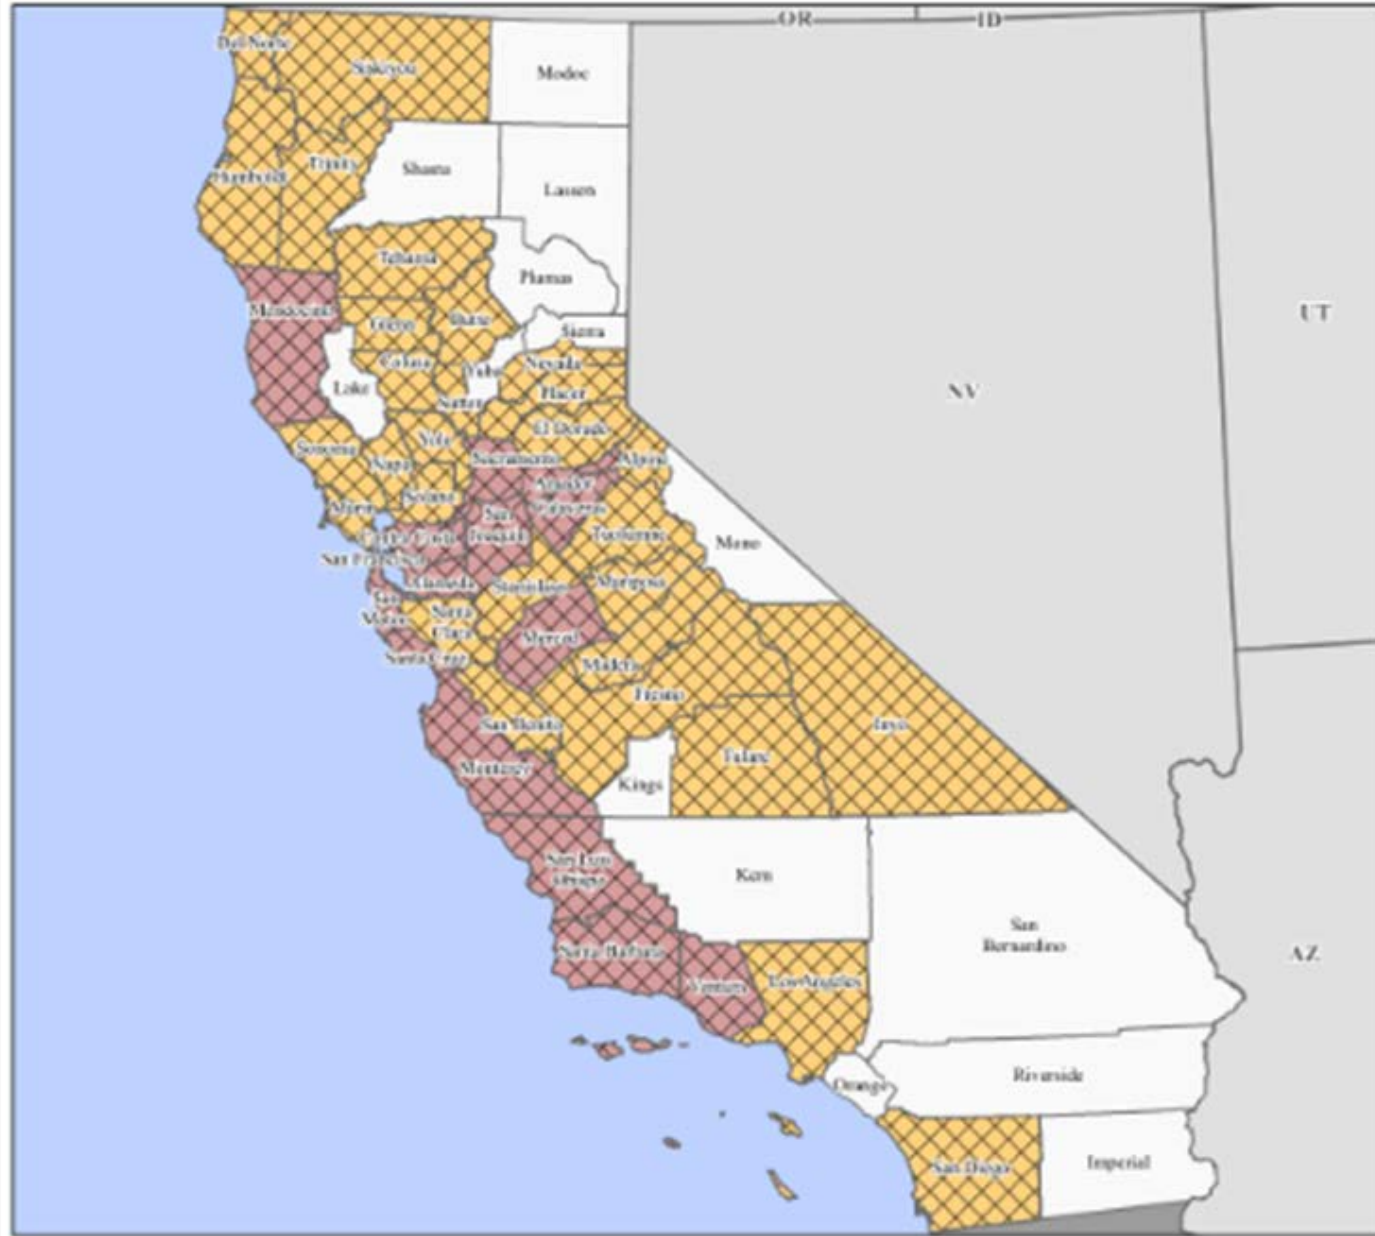 OR
ID
Del Norte
Siskiyou
Modoc
Humboldt
Trinity
Shasta
Lassen
Tehama
Plumas
Mendocino
Glenn
Butte
Sierra
Colusa
Yuba
Nevada
Lake
Sutter
Placer
El Dorado
Sonoma
Napa
Yolo
Sacramento
Alpine
Amador
Marin
Solano
San
Joaquin
Calaveras
Contra Costa
Tuolumne
Mono
San Francisco
Alameda
Stanislaus
Mariposa
San
Mateo
Santa
Clara
Merced
Santa Cruz
Madera
Fresno
San Benito
Inyo
Monterey
Kings
Tulare
San Luis
Obispo
Kern
San
Bernardino
Santa Barbara
Ventura
Los Angeles
Orange
Riverside
San Diego
Imperial
NV
UT
AZ